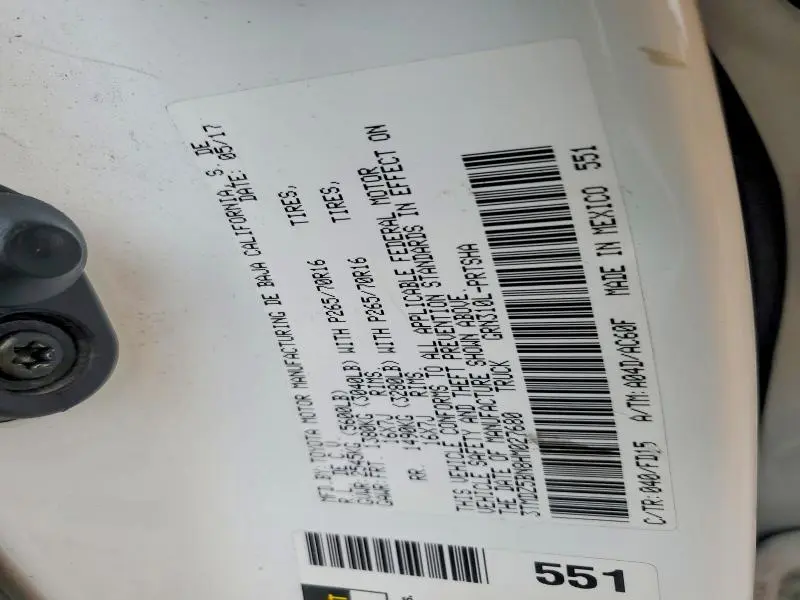 MFD. BY: TOYOTA MOTOR MANUFACTURING DE BAJA CALIFORNIA, S. DE
R. L. DE C.V. DATE: 05/17
GVWR: 2545KG (5600LB)
GAWR: FRT. 1380KG (3040LB) WITH P265/70R16 TIRES,
16X7J RIMS,
RR. 1490KG (3280LB) WITH P265/70R16 TIRES,
16X7J RIMS.
THIS VEHICLE CONFORMS TO ALL APPLICABLE FEDERAL MOTOR
VEHICLE SAFETY AND THEFT PREVENTION STANDARDS IN EFFECT ON
THE DATE OF MANUFACTURE SHOWN ABOVE.
3TMDZ5BN8HM027680 TRUCK GRN310L-PRTSHA
C/TR: 040/FD15 A/TM: A04D/AC60F MADE IN MEXICO 551
551